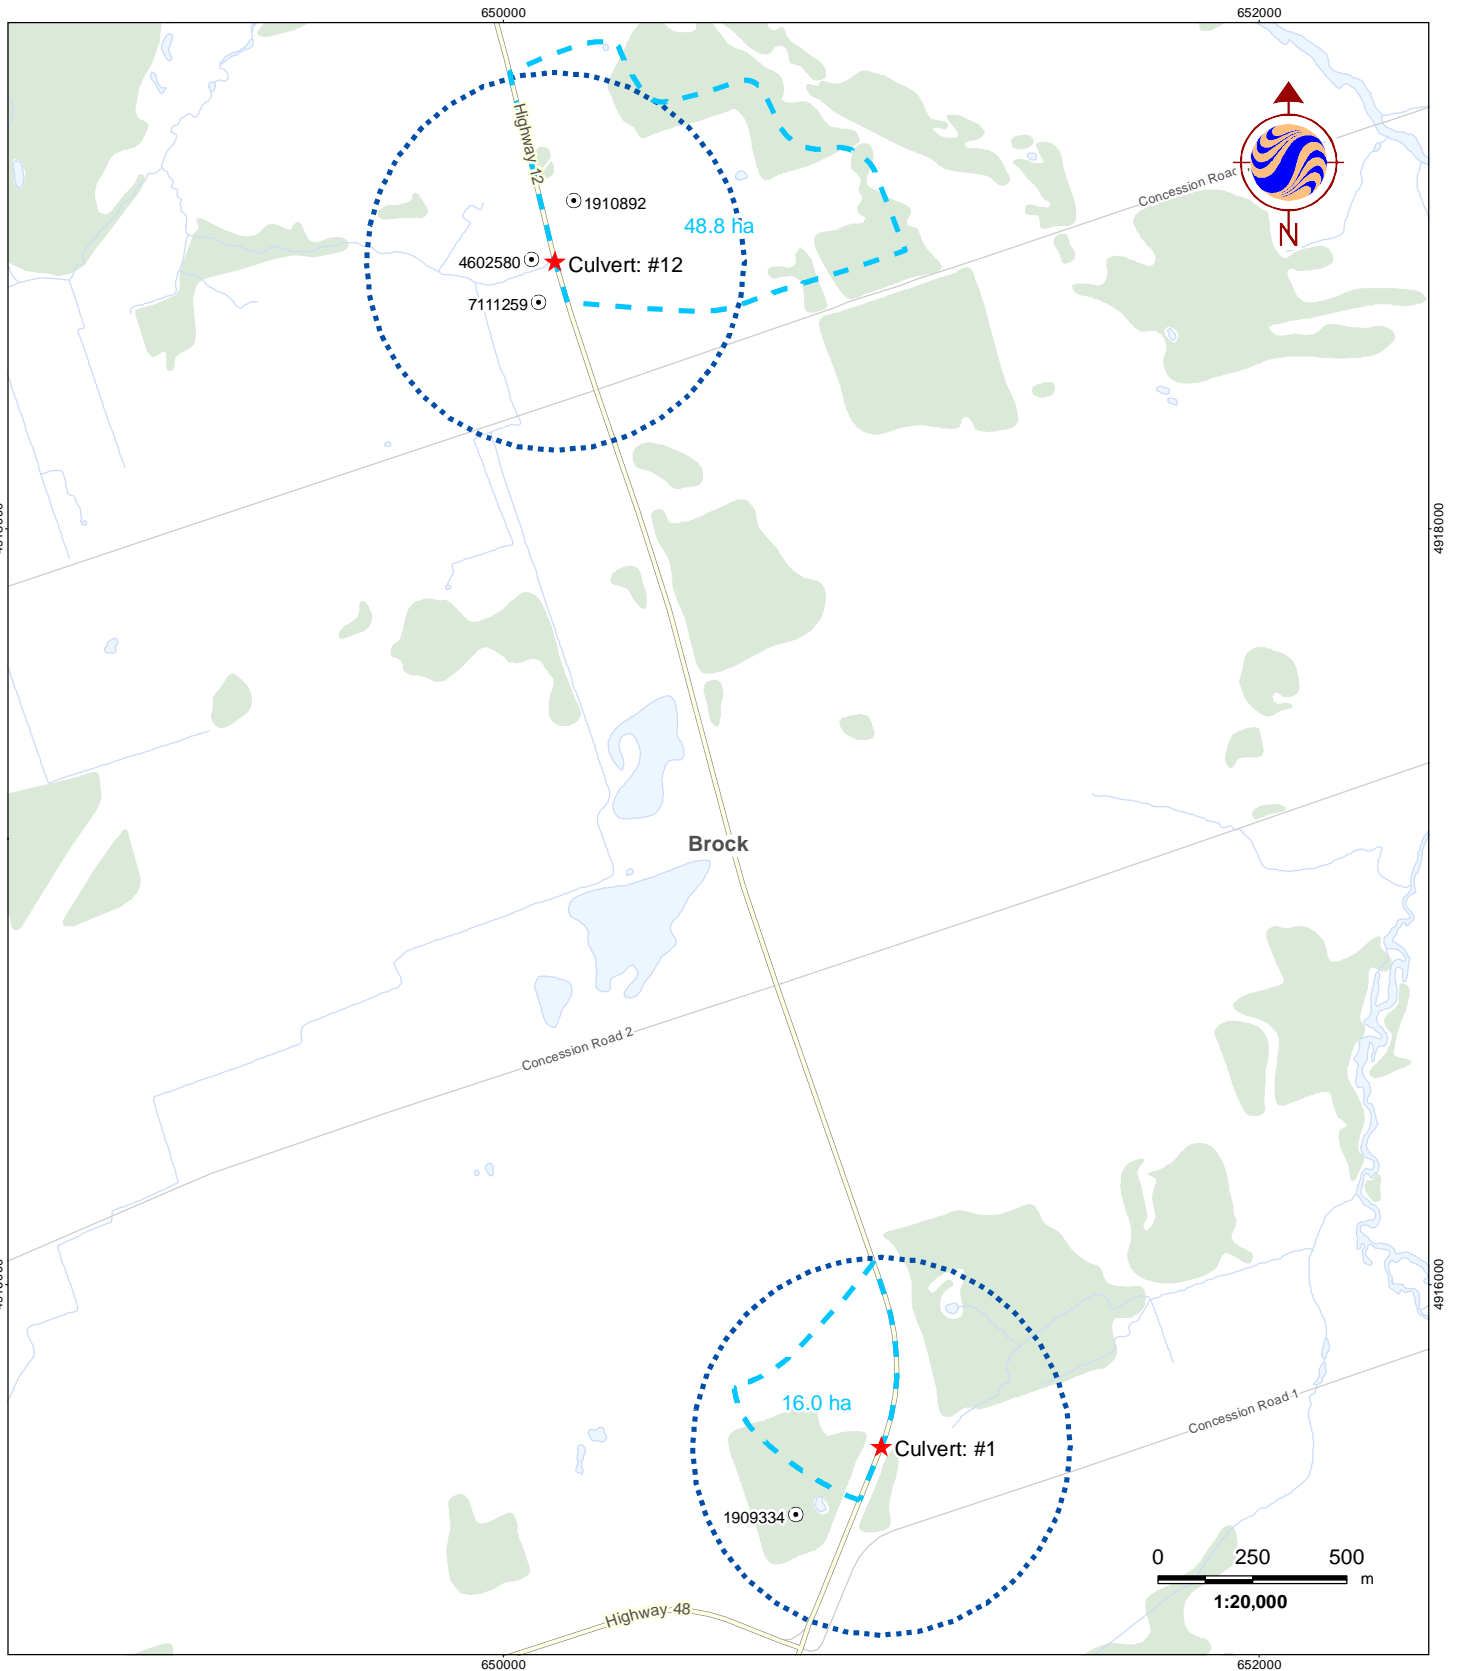 650000
652000
Highway 12
Concession Road
N
1910892
48.8 ha
4602580
Culvert: #12
7111259
4918000
Brock
Concession Road 2
4916000
16.0 ha
Concession Road 1
Culvert: #1
1909334
0 250 500
m
1:20,000
Highway 48
650000
652000